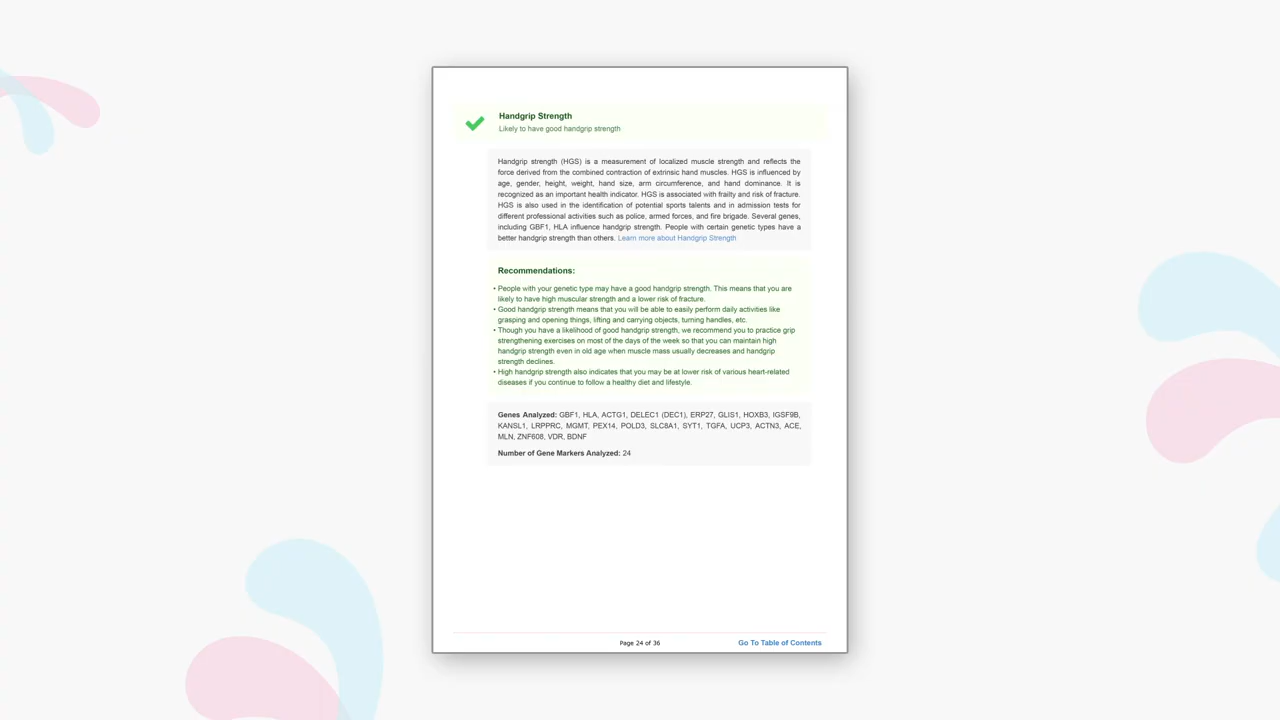 Handgrip Strength
Likely to have good handgrip strength
Handgrip strength (HGS) is a measurement of localized muscle strength and reflects the
force derived from the combined contraction of extrinsic hand muscles. HGS is influenced by
age, gender, height, weight, hand size, arm circumference, and hand dominance. It is
recognized as an important health indicator. HGS is associated with frailty and risk of fracture.
HGS is also used in the identification of potential sports talents and in admission tests for
different professional activities such as police, armed forces, and fire brigade. Several genes,
including GBF1, HLA influence handgrip strength. People with certain genetic types have a
better handgrip strength than others. Learn more about Handgrip Strength
Recommendations:
• People with your genetic type may have a good handgrip strength. This means that you are
likely to have high muscular strength and a lower risk of fracture.
• Good handgrip strength means that you will be able to easily perform daily activities like
grasping and opening things, lifting and carrying objects, turning handles, etc.
• Though you have a likelihood of good handgrip strength, we recommend you to practice grip
strengthening exercises on most of the days of the week so that you can maintain high
handgrip strength even in old age when muscle mass usually decreases and handgrip
strength declines.
• High handgrip strength also indicates that you may be at lower risk of various heart-related
diseases if you continue to follow a healthy diet and lifestyle.
Genes Analyzed: GBF1, HLA, ACTG1, DELEC1 (DEC1), ERP27, GLIS1, HOXB3, IGSF9B,
KANSL1, LRPPRC, MGMT, PEX14, POLD3, SLC8A1, SYT1, TGFA, UCP3, ACTN3, ACE,
MLN, ZNF608, VDR, BDNF
Number of Gene Markers Analyzed: 24
Page 24 of 36
Go To Table of Contents